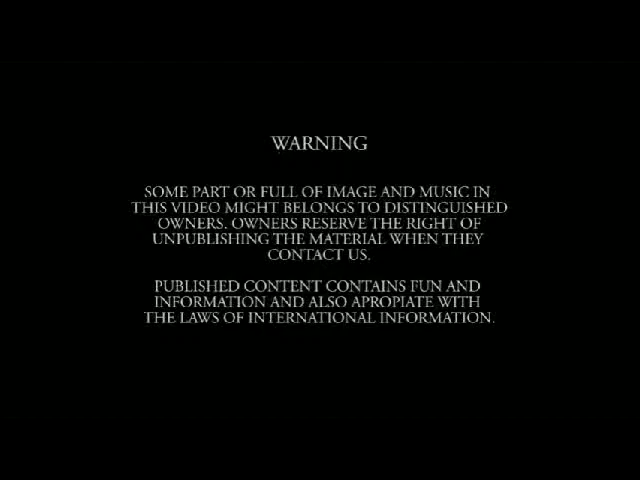 WARNING
SOME PART OR FULL OF IMAGE AND MUSIC IN
THIS VIDEO MIGHT BELONGS TO DISTINGUISHED
OWNERS. OWNERS RESERVE THE RIGHT OF
UNPUBLISHING THE MATERIAL WHEN THEY
CONTACT US.
PUBLISHED CONTENT CONTAINS FUN AND
INFORMATION AND ALSO APROPIATE WITH
THE LAWS OF INTERNATIONAL INFORMATION.